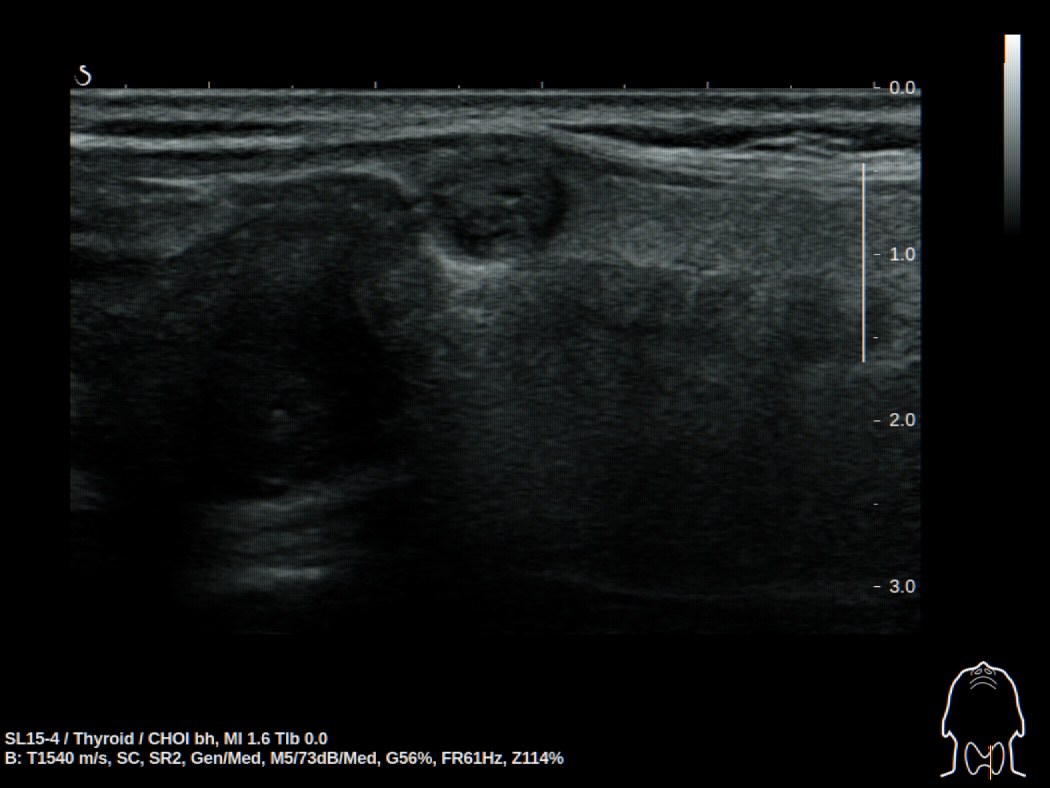 0.0
1.0
2.0
3.0
SL15-4 / Thyroid / CHOI bh, MI 1.6 TIb 0.0
B: T1540 m/s, SC, SR2, Gen/Med, M5/73dB/Med, G56%, FR61Hz, Z114%